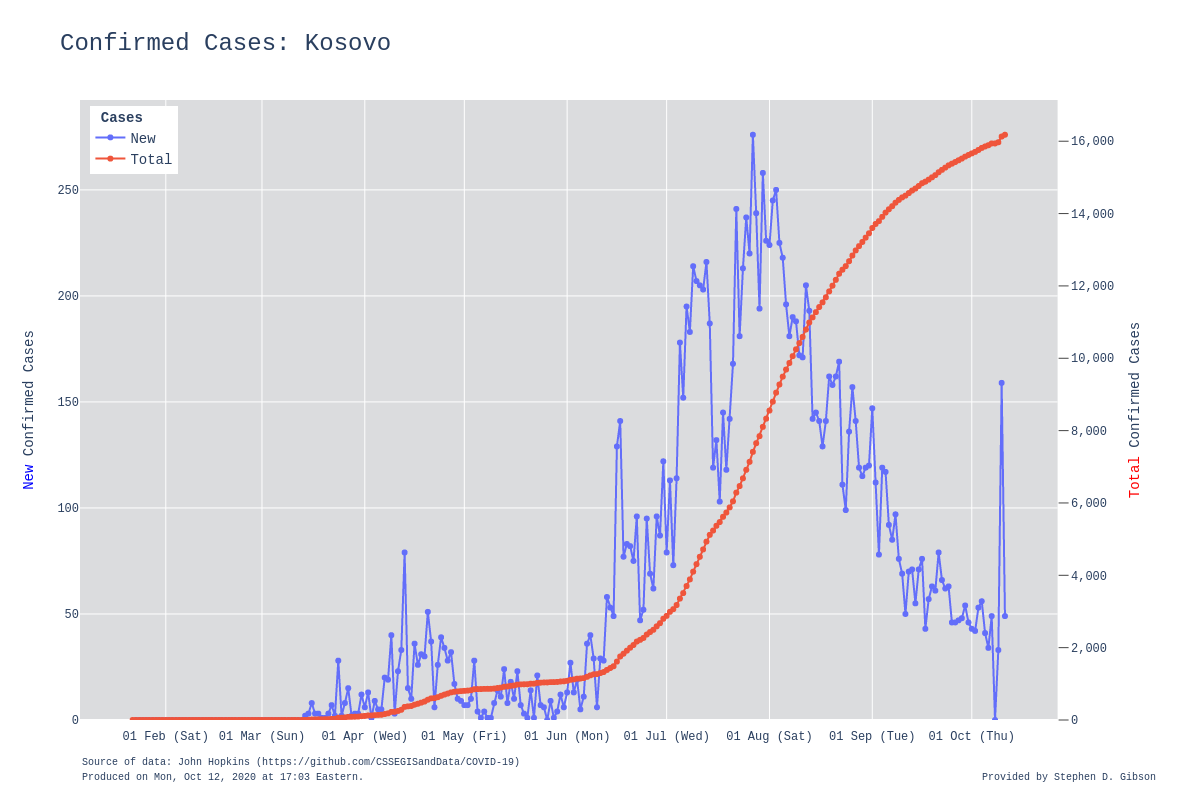 Confirmed Cases: Kosovo
Cases
New
Total
250
200
150
100
50
0
New Confirmed Cases
16,000
14,000
12,000
10,000
8,000
6,000
4,000
2,000
0
Total Confirmed Cases
01 Feb (Sat) 01 Mar (Sun) 01 Apr (Wed) 01 May (Fri) 01 Jun (Mon) 01 Jul (Wed) 01 Aug (Sat) 01 Sep (Tue) 01 Oct (Thu)
Source of data: John Hopkins (https://github.com/CSSEGISandData/COVID-19)
Produced on Mon, Oct 12, 2020 at 17:03 Eastern.
Provided by Stephen D. Gibson